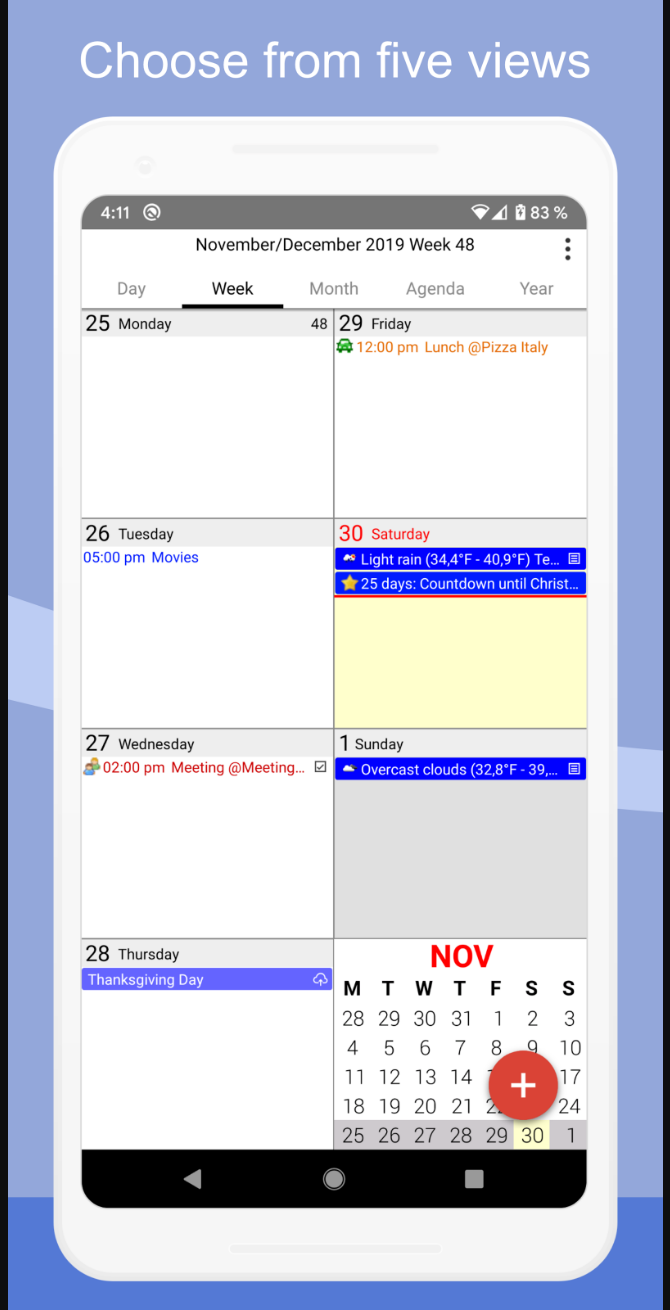 Choose from five views
4:11 83 %
November/December 2019 Week 48
Day Week Month Agenda Year
25 Monday 48
29 Friday
12:00 pm Lunch @Pizza Italy
26 Tuesday
05:00 pm Movies
30 Saturday
Light rain (34,4°F - 40,9°F) Te...
25 days: Countdown until Christ...
27 Wednesday
02:00 pm Meeting @Meeting...
1 Sunday
Overcast clouds (32,8°F - 39,...
28 Thursday
Thanksgiving Day
NOV
M T W T F S S
28 29 30 31 1 2 3
4 5 6 7 8 9 10
11 12 13 14 17
18 19 20 21 24
25 26 27 28 29 30 1